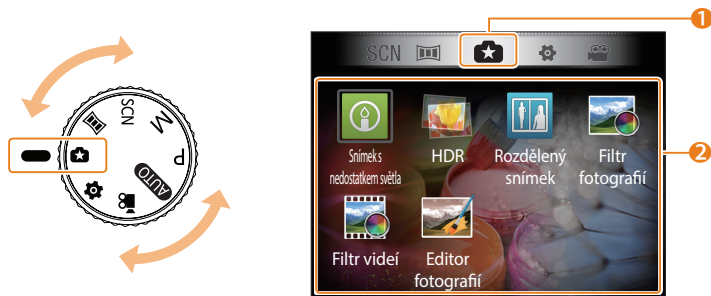 1
SCN
SCN
M
P
AUTO
2
Snímek s
nedostatkem světla
HDR
Rozdělený
snímek
Filtr
fotografií
Filtr videí
Editor
fotografií